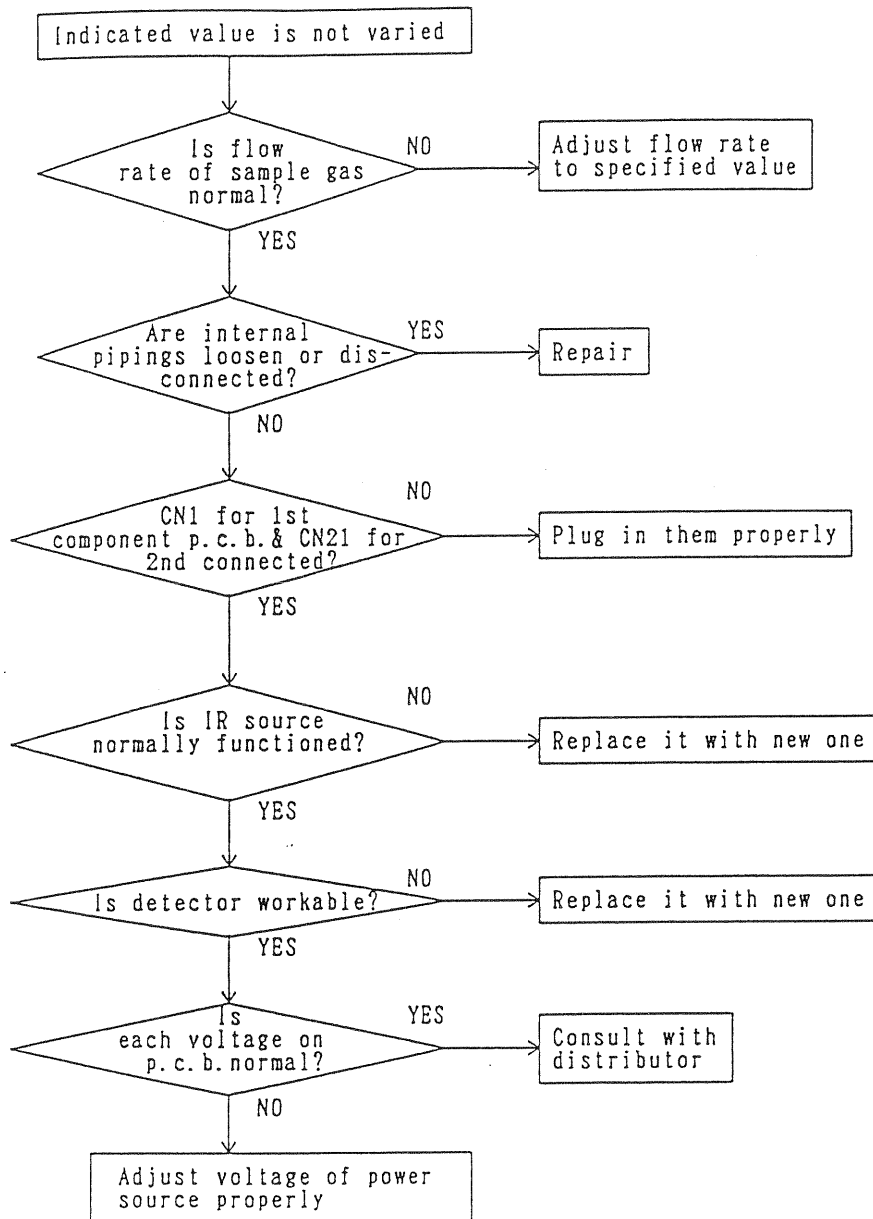 Indicated value is not varied
Is flow
rate of sample gas
normal?
NO
Adjust flow rate
to specified value
YES
Are internal
pipings loosen or dis-
connected?
YES
Repair
NO
CN1 for 1st
component p.c.b.& CN21 for
2nd connected?
NO
Plug in them properly
YES
Is IR source
normally functioned?
NO
Replace it with new one
YES
Is detector workable?
NO
Replace it with new one
YES
Is
each voltage on
p.c.b.normal?
YES
Consult with
distributor
NO
Adjust voltage of power
source properly